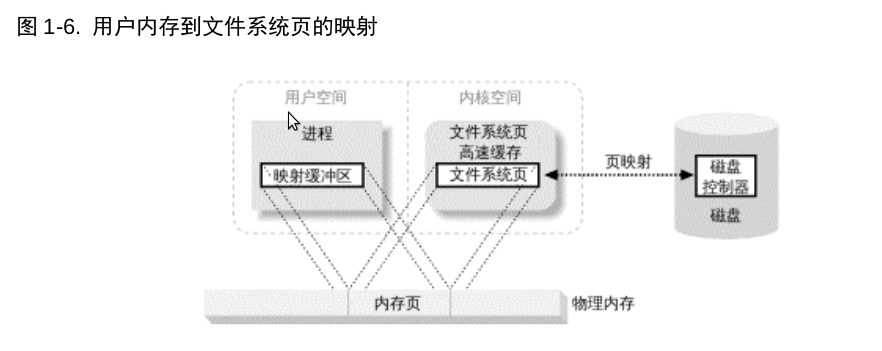 图 1-6. 用户内存到文件系统页的映射
用户空间
内核空间
进程
文件系统页
高速缓存
映射缓冲区
文件系统页
页映射
磁盘
控制器
磁盘
内存页
物理内存